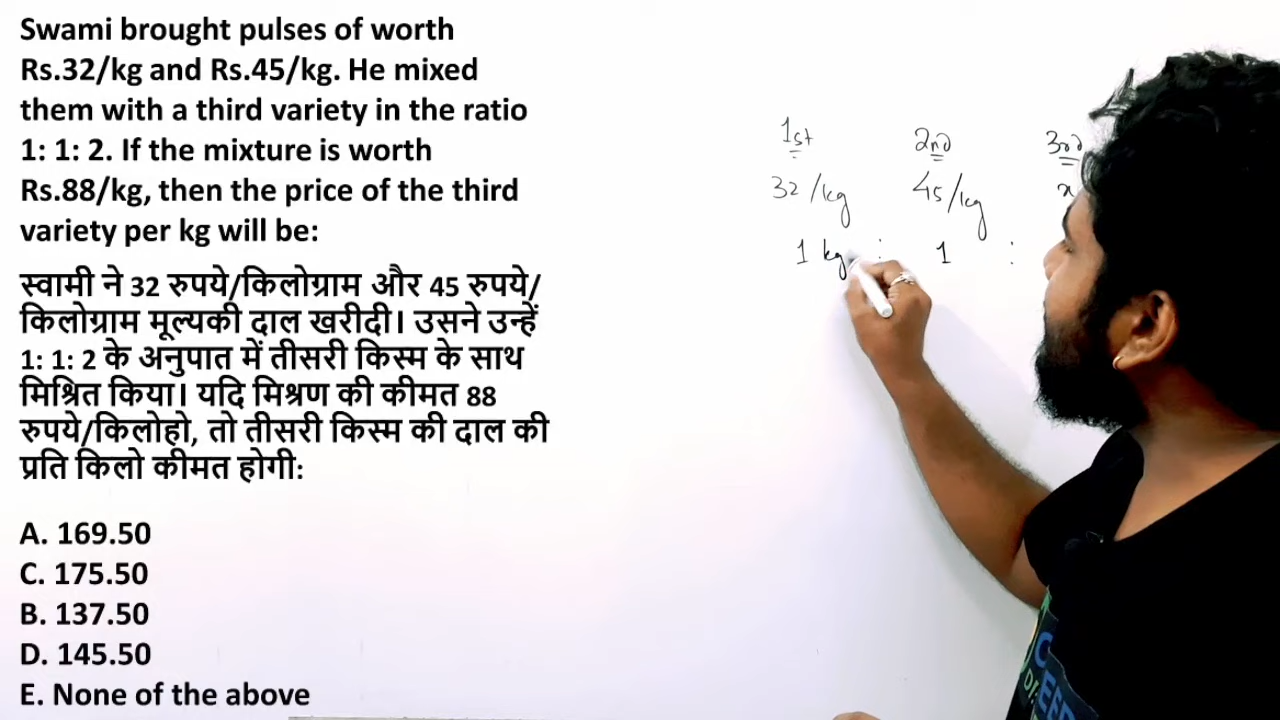 Swami brought pulses of worth
Rs.32/kg and Rs.45/kg. He mixed
them with a third variety in the ratio
1: 1: 2. If the mixture is worth
Rs.88/kg, then the price of the third
variety per kg will be:
स्वामी ने 32 रुपये/किलोग्राम और 45 रुपये/
किलोग्राम मूल्यकी दाल खरीदी। उसने उन्हें
1: 1: 2 के अनुपात में तीसरी किस्म के साथ
मिश्रित किया। यदि मिश्रण की कीमत 88
रुपये/किलोहो, तो तीसरी किस्म की दाल की
प्रति किलो कीमत होगी:
A. 169.50
C. 175.50
B. 137.50
D. 145.50
E. None of the above
1st 2nd 3rd
32/kg 45/kg x
1 kg : 1 :